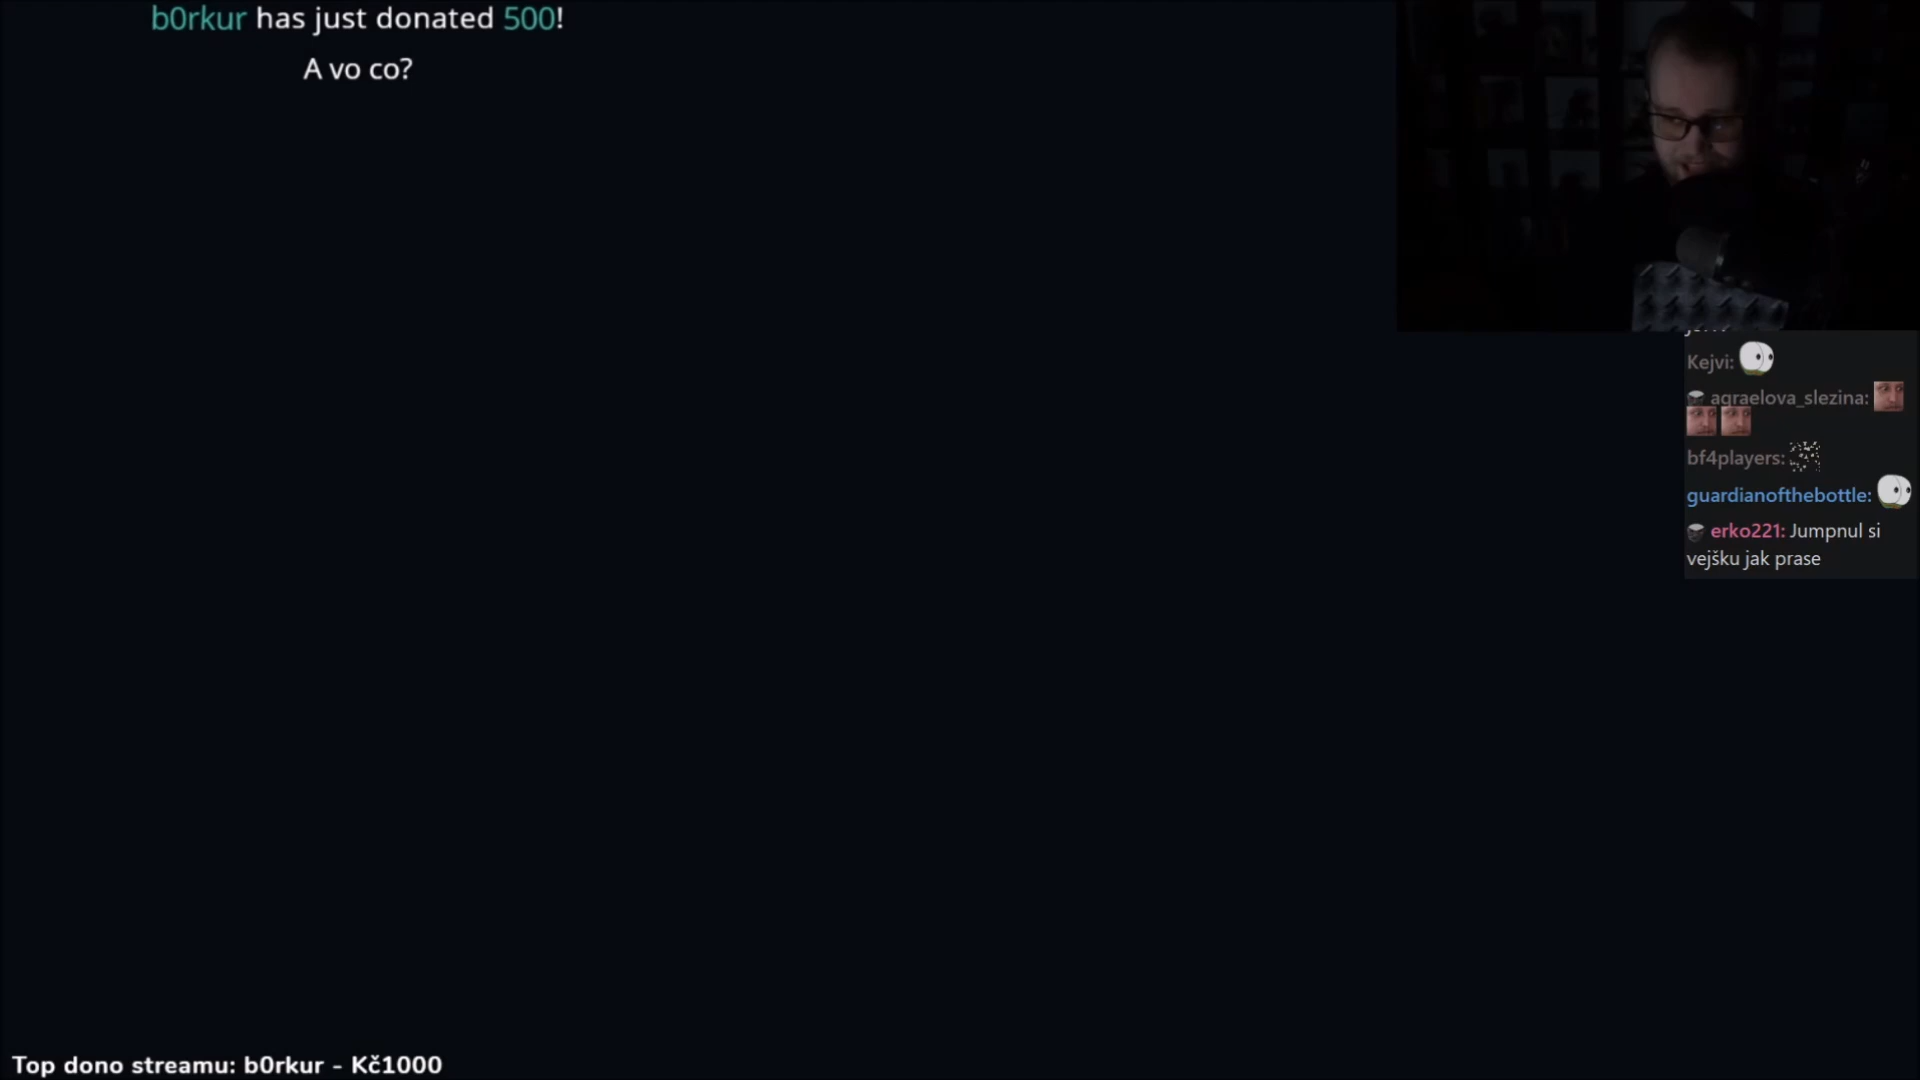 b0rkur has just donated 500!
A vo co?
Kejvi:
agraelova_slezina:
bf4players:
guardianofthebottle:
erko221: Jumpnul si
vejšku jak prase
Top dono streamu: b0rkur - Kč1000